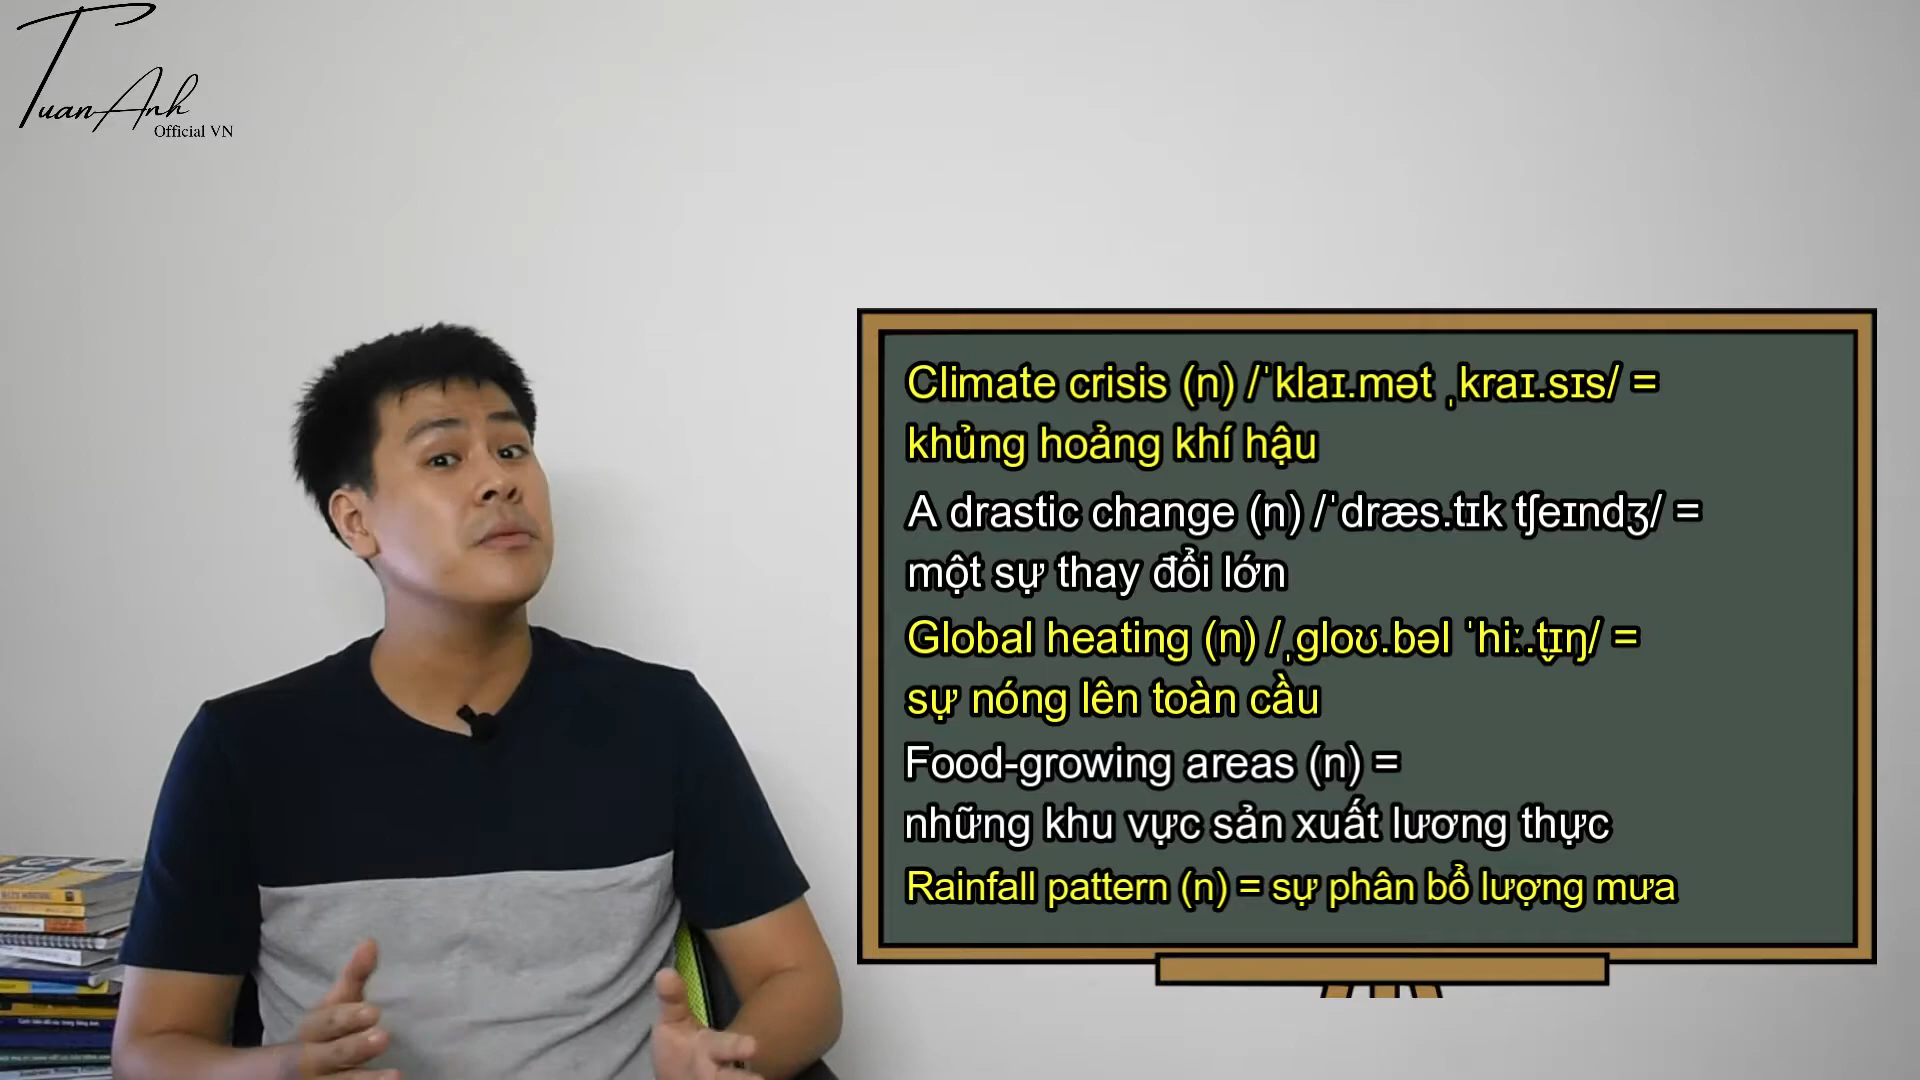 TuanAnh
Official VN
Climate crisis (n) /ˈklaɪ.mət ˌkraɪ.sɪs/ =
khủng hoảng khí hậu
A drastic change (n) /ˈdræs.tɪk tʃeɪndʒ/ =
một sự thay đổi lớn
Global heating (n) /ˌɡloʊ.bəl ˈhiː.t̬ɪŋ/ =
sự nóng lên toàn cầu
Food-growing areas (n) =
những khu vực sản xuất lương thực
Rainfall pattern (n) = sự phân bổ lượng mưa